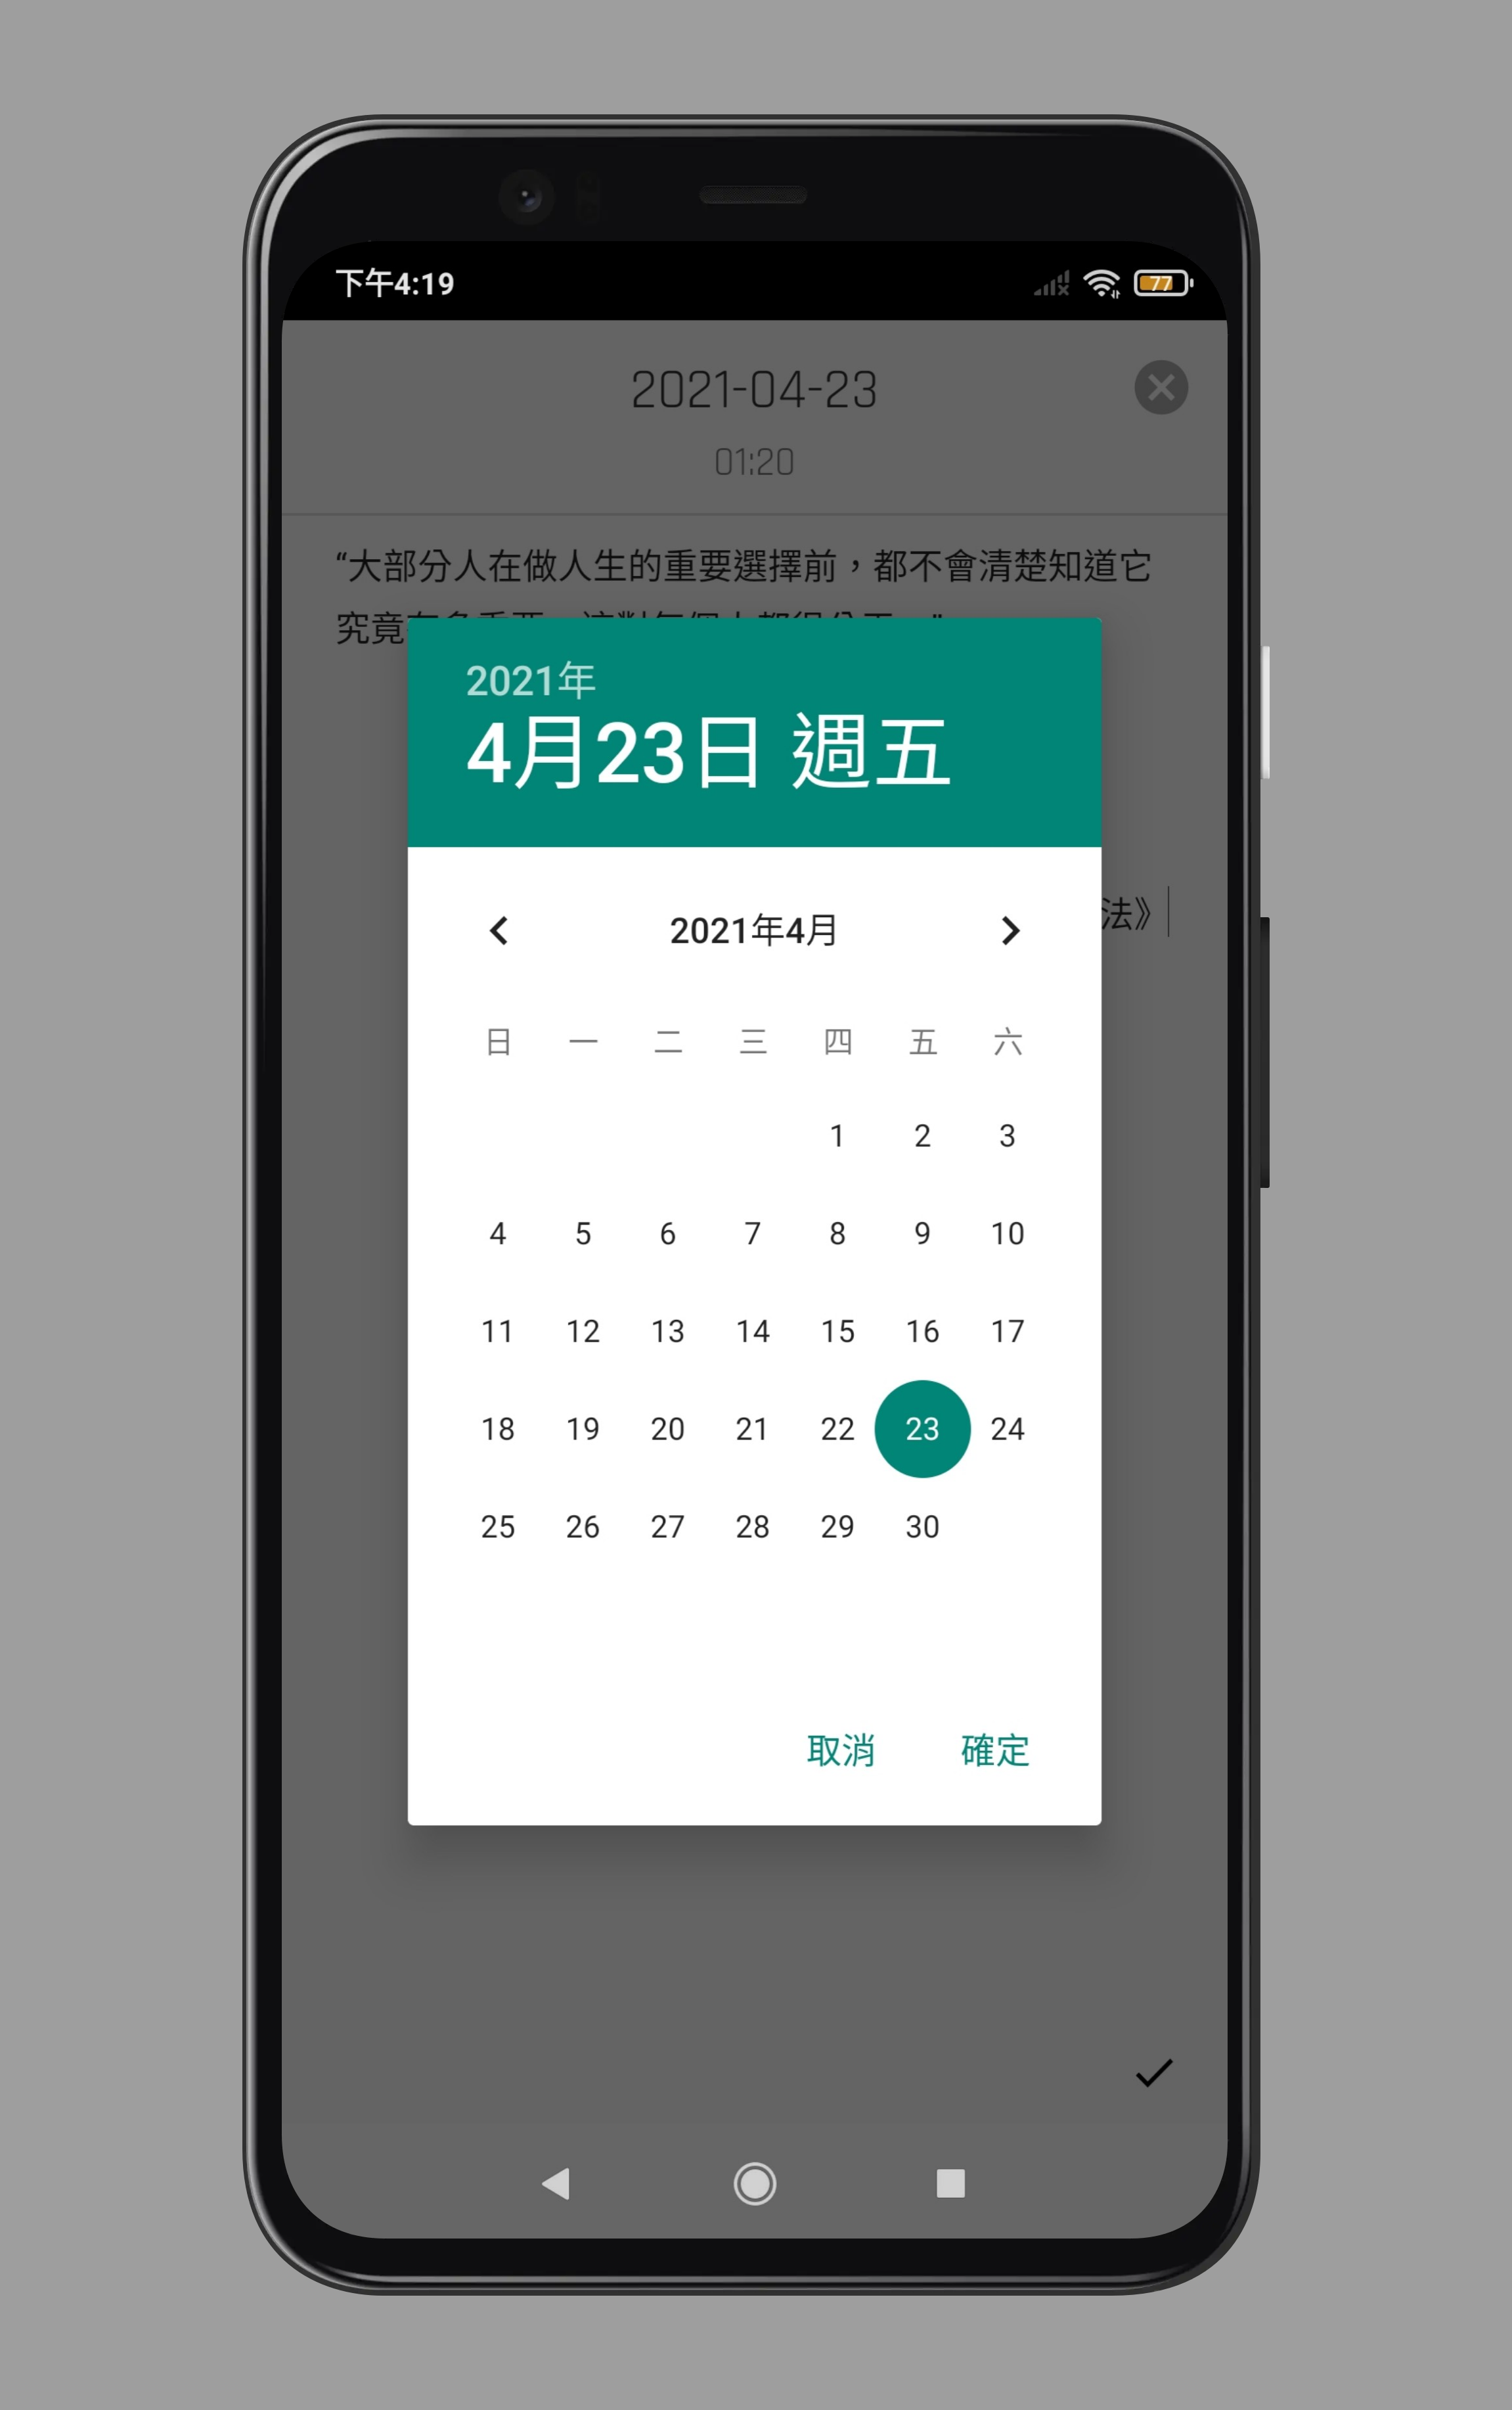 下午4:19
77
2021-04-23
01:20
“大部分人在做人生的重要選擇前，都不會清楚知道它
究竟
2021年
4月23日 週五
法》
2021年4月
日 一 二 三 四 五 六
1 2 3
4 5 6 7 8 9 10
11 12 13 14 15 16 17
18 19 20 21 22 23 24
25 26 27 28 29 30
取消 確定